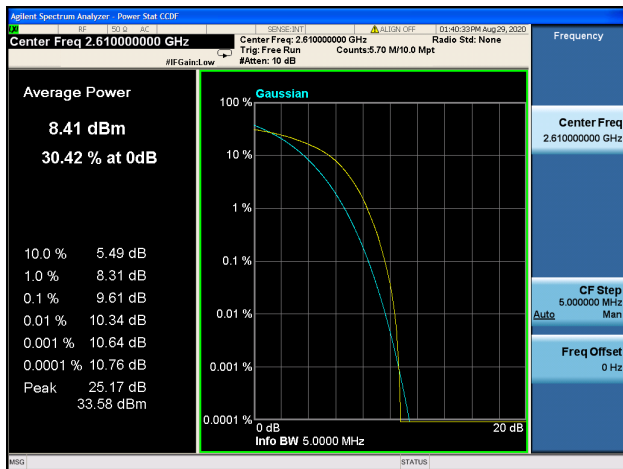 Agilent Spectrum Analyzer - Power Stat CCDF
RF 50 Ω AC SENSE:INT ALIGN OFF 01:40:33PM Aug 29, 2020
Center Freq 2.610000000 GHz
Center Freq: 2.610000000 GHz Radio Std: None
Trig: Free Run Counts:5.70 M/10.0 Mpt
#IFGain:Low #Atten: 10 dB
Frequency
Average Power
8.41 dBm
30.42 % at 0dB
10.0 % 5.49 dB
1.0 % 8.31 dB
0.1 % 9.61 dB
0.01 % 10.34 dB
0.001 % 10.64 dB
0.0001 % 10.76 dB
Peak 25.17 dB
33.58 dBm
Gaussian
100 %
10 %
1 %
0.1 %
0.01 %
0.001 %
0.0001 %
0 dB 20 dB
Info BW 5.0000 MHz
Center Freq
2.610000000 GHz
CF Step
5.000000 MHz
Auto Man
Freq Offset
0 Hz
MSG STATUS